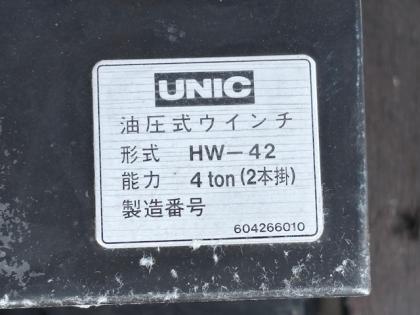 UNIC
油圧式ウインチ
形式 HW-42
能力 4 ton (2本掛)
製造番号
604266010